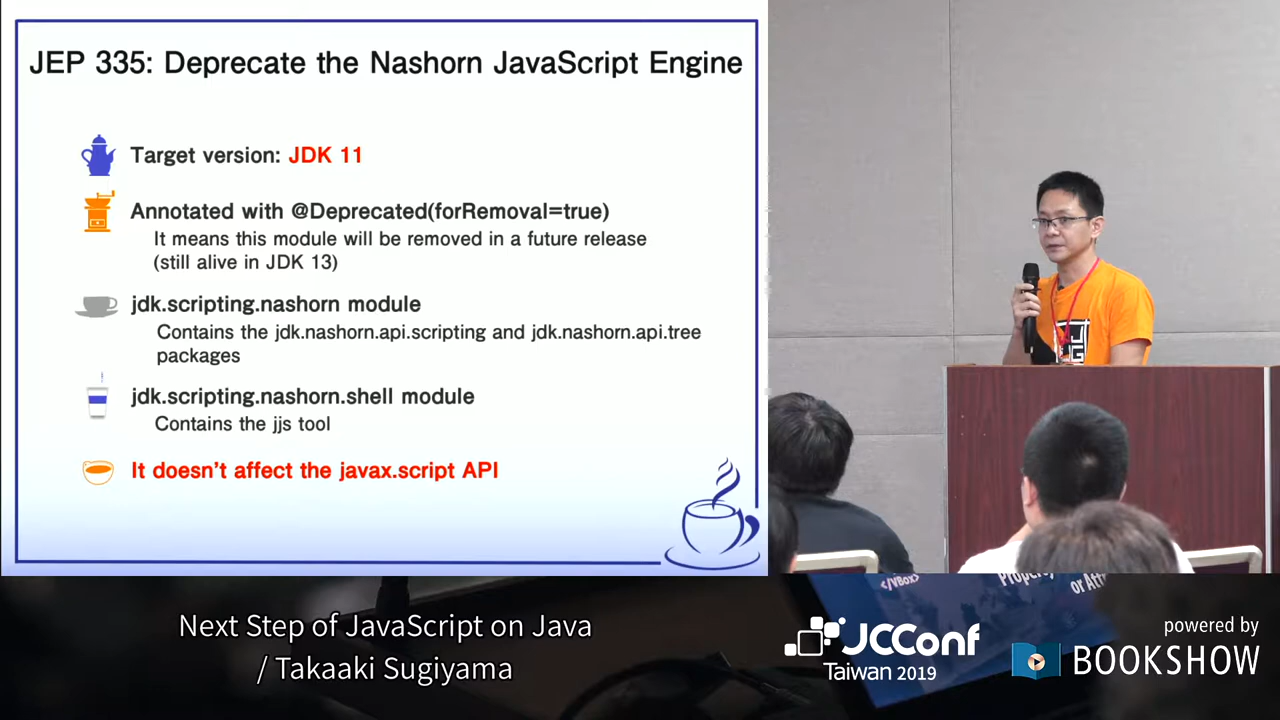 JEP 335: Deprecate the Nashorn JavaScript Engine
Target version: JDK 11
Annotated with @Deprecated(forRemoval=true)
It means this module will be removed in a future release
(still alive in JDK 13)
jdk.scripting.nashorn module
Contains the jdk.nashorn.api.scripting and jdk.nashorn.api.tree
packages
jdk.scripting.nashorn.shell module
Contains the jjs tool
It doesn't affect the javax.script API
</VBox>
or
Next Step of JavaScript on Java
/ Takaaki Sugiyama
JCConf
Taiwan 2019
powered by
BOOKSHOW